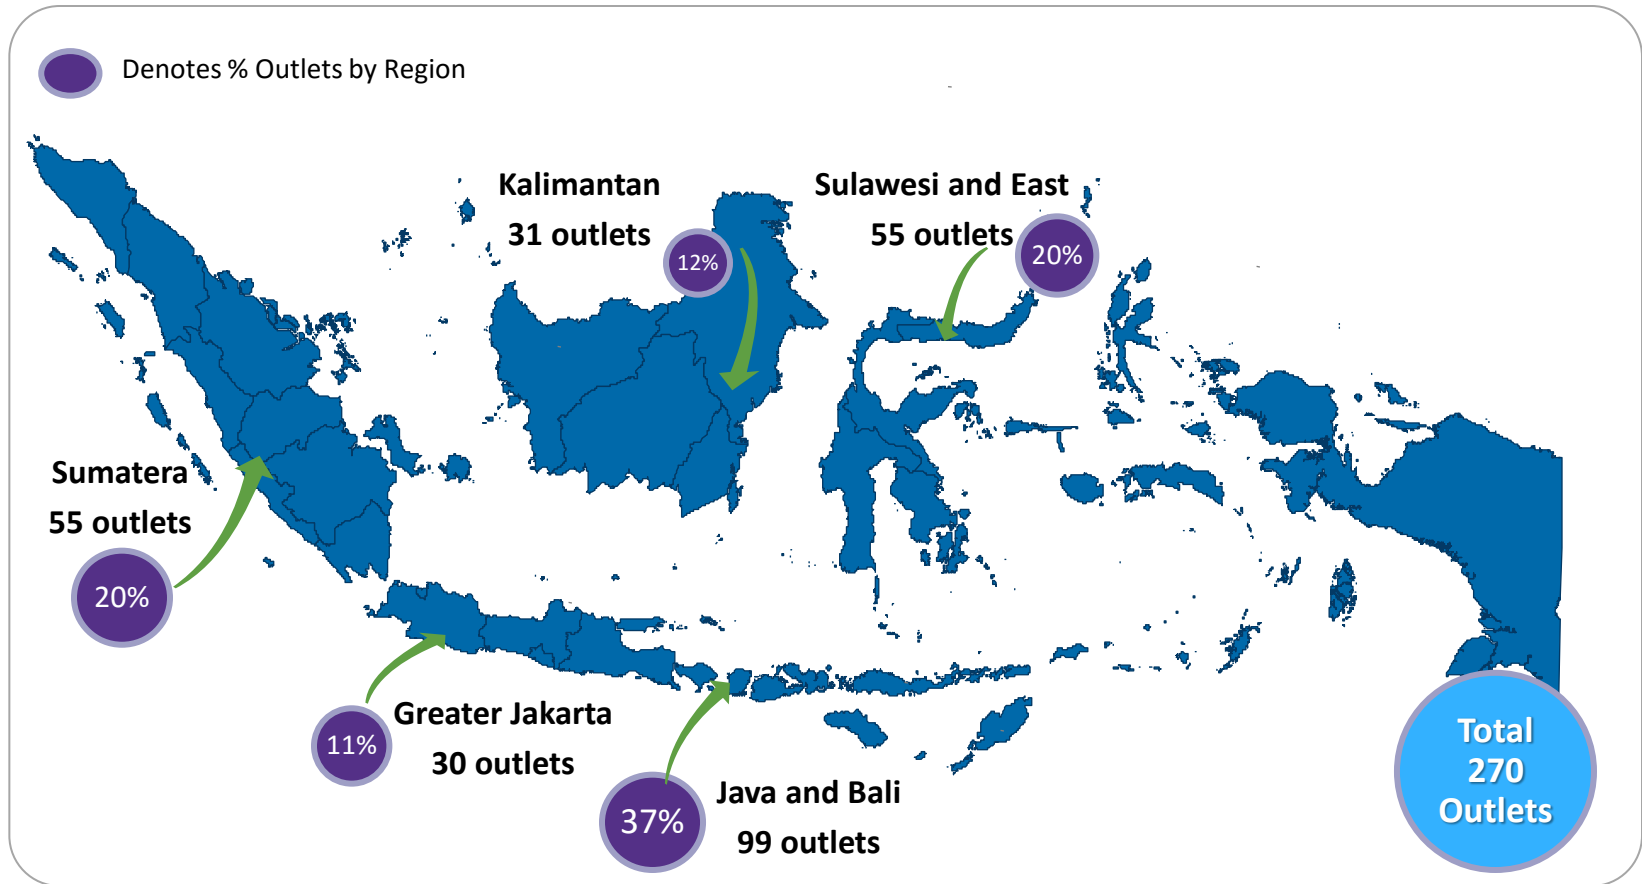 Denotes % Outlets by Region
Kalimantan
31 outlets
12%
Sulawesi and East
55 outlets
20%
Sumatera
55 outlets
20%
Greater Jakarta
30 outlets
11%
Java and Bali
99 outlets
37%
Total
270
Outlets